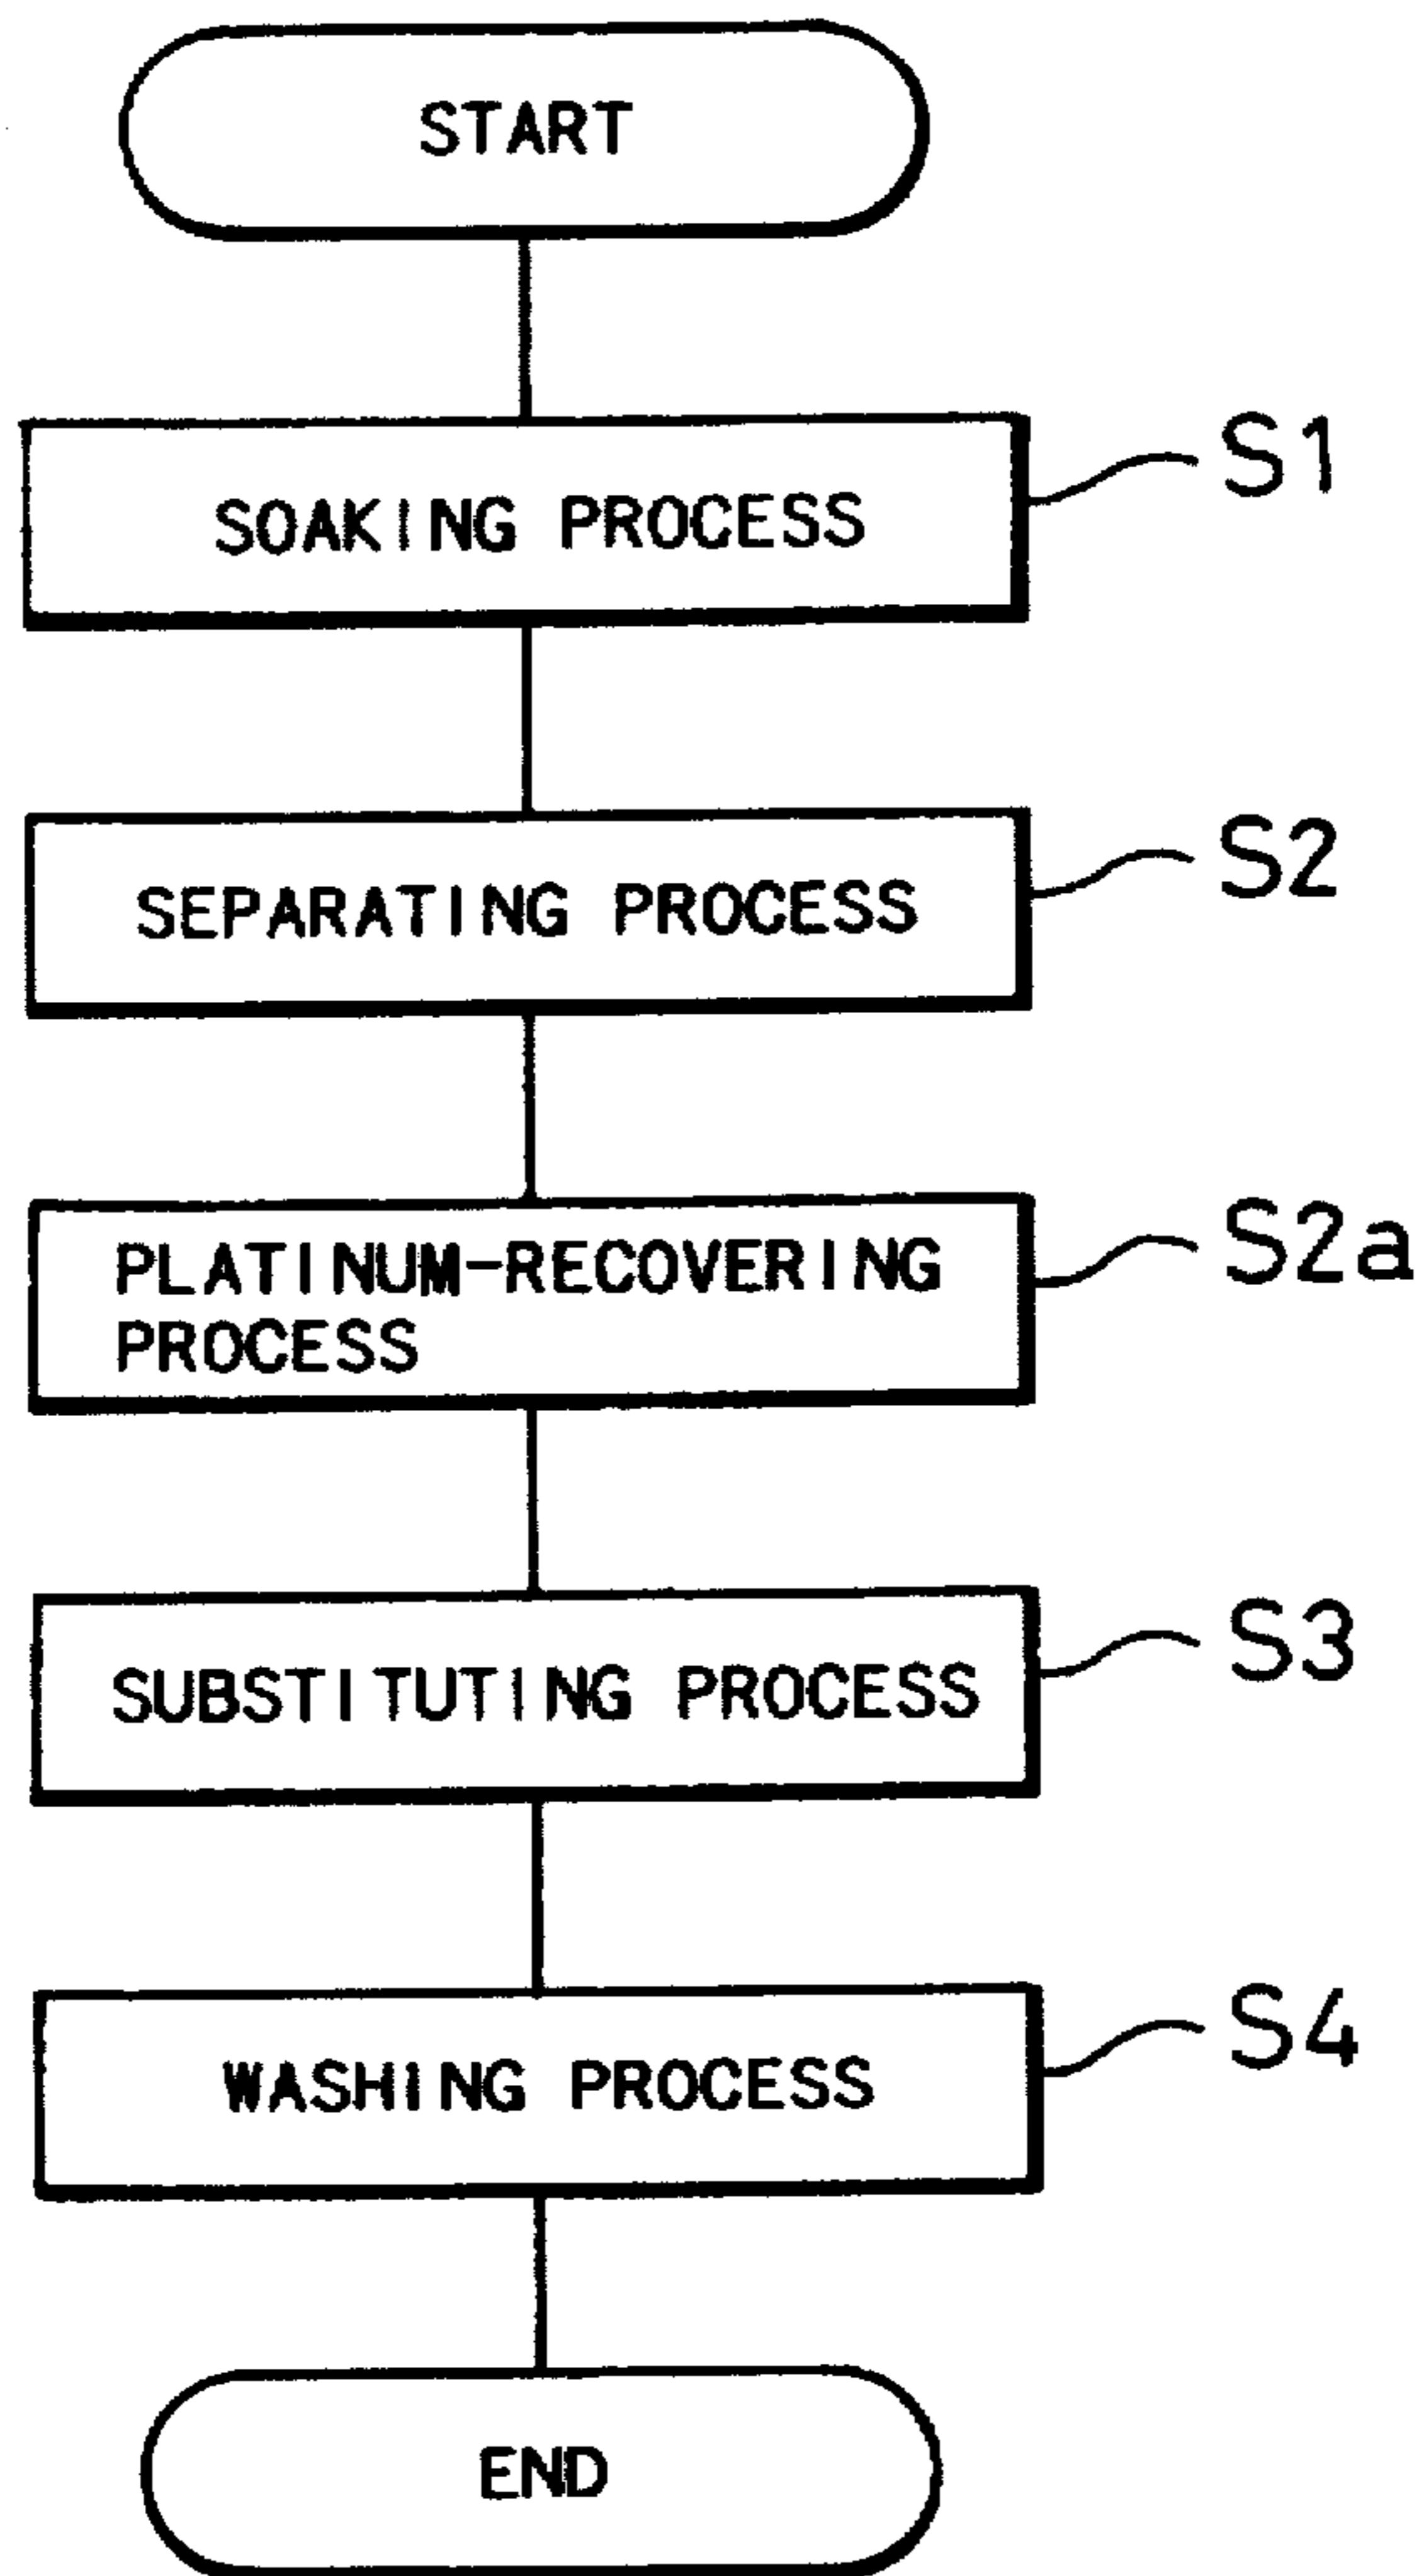 START
SOAKING PROCESS
S1
SEPARATING PROCESS
S2
PLATINUM-RECOVERING
PROCESS
S2a
SUBSTITUTING PROCESS
S3
WASHING PROCESS
S4
END